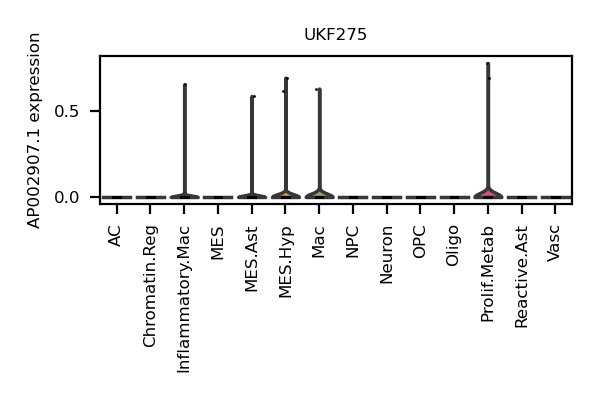 UKF275
AP002907.1 expression
0.5
0.0
AC
Chromatin.Reg
Inflammatory.Mac
MES
MES.Ast
MES.Hyp
Mac
NPC
Neuron
OPC
Oligo
Prolif.Metab
Reactive.Ast
Vasc